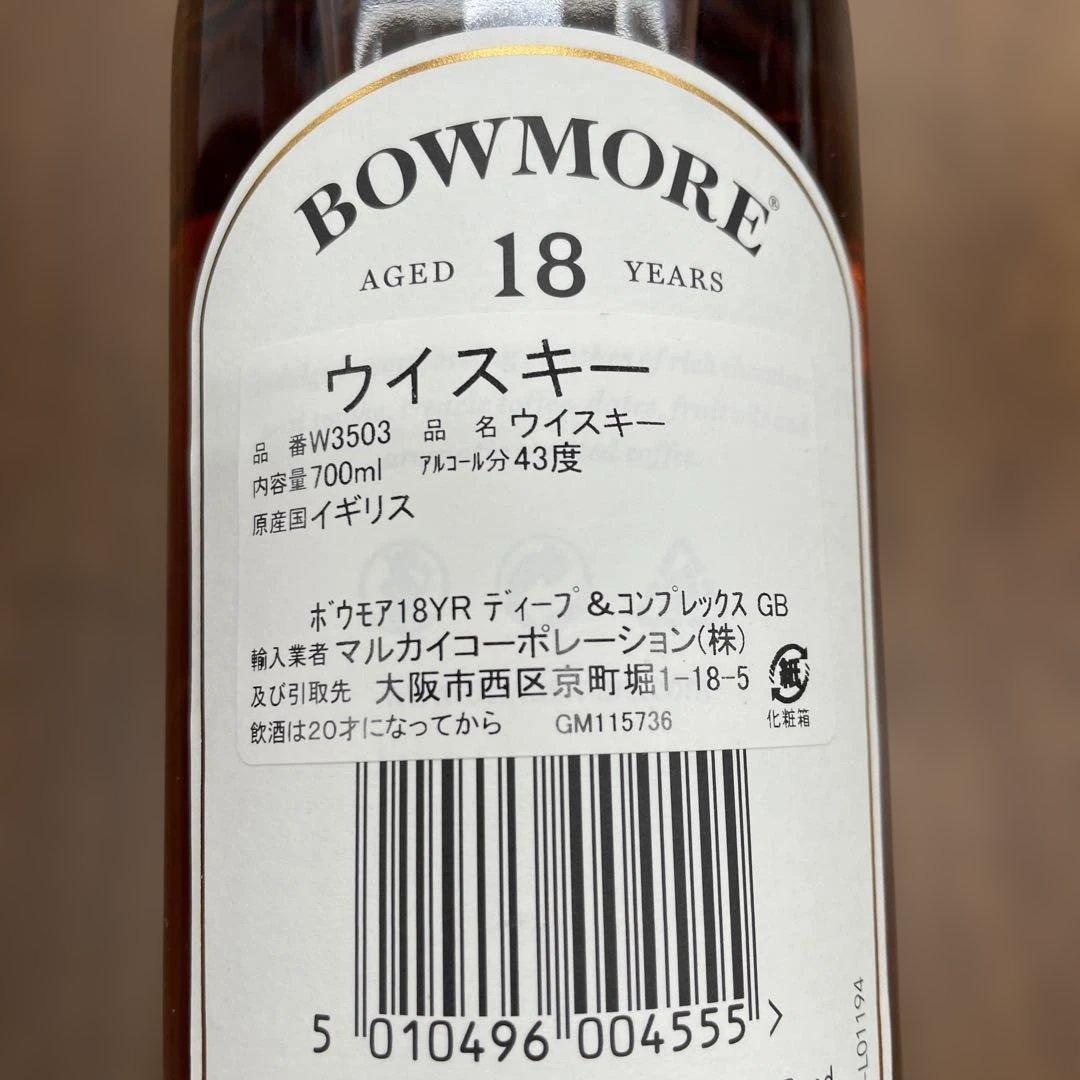 BOWMORE®
AGED 18 YEARS
ウイスキー
品 番W3503 品 名 ウイスキー
内容量700ml ｱﾙｺｰﾙ分43度
原産国イギリス
ﾎﾞｳﾓｱ18YR ﾃﾞｨｰﾌﾟ&ｺﾝﾌﾟﾚｯｸｽ GB
輸入業者 マルカイコーポレーション(株)
及び引取先 大阪市西区京町堀1-18-5
飲酒は20才になってから GM115736
紙
化粧箱
5 010496 004555 >
-L01194